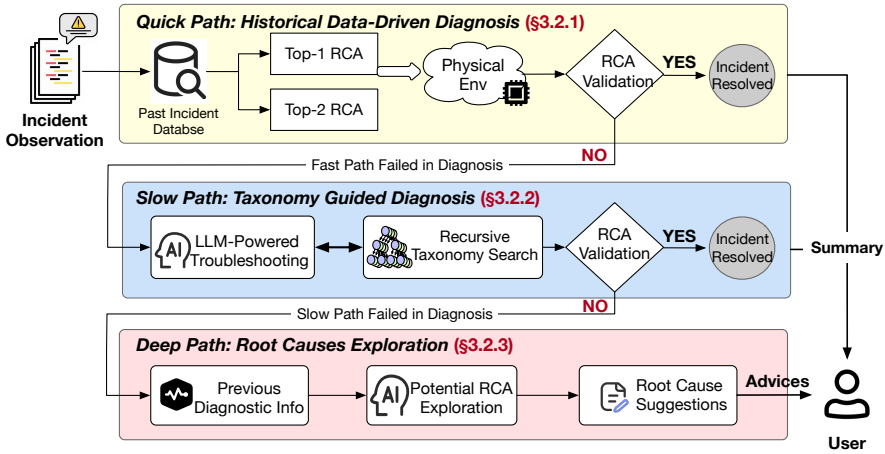 Quick Path: Historical Data-Driven Diagnosis (§3.2.1)
Incident
Observation
Past Incident
Databse
Top-1 RCA
Top-2 RCA
Physical
Env
RCA
Validation
YES
Incident
Resolved
NO
Fast Path Failed in Diagnosis
Slow Path: Taxonomy Guided Diagnosis (§3.2.2)
AI
LLM-Powered
Troubleshooting
Recursive
Taxonomy Search
RCA
Validation
YES
Incident
Resolved
Summary
NO
Slow Path Failed in Diagnosis
Deep Path: Root Causes Exploration (§3.2.3)
Previous
Diagnostic Info
AI
Potential RCA
Exploration
Root Cause
Suggestions
Advices
User